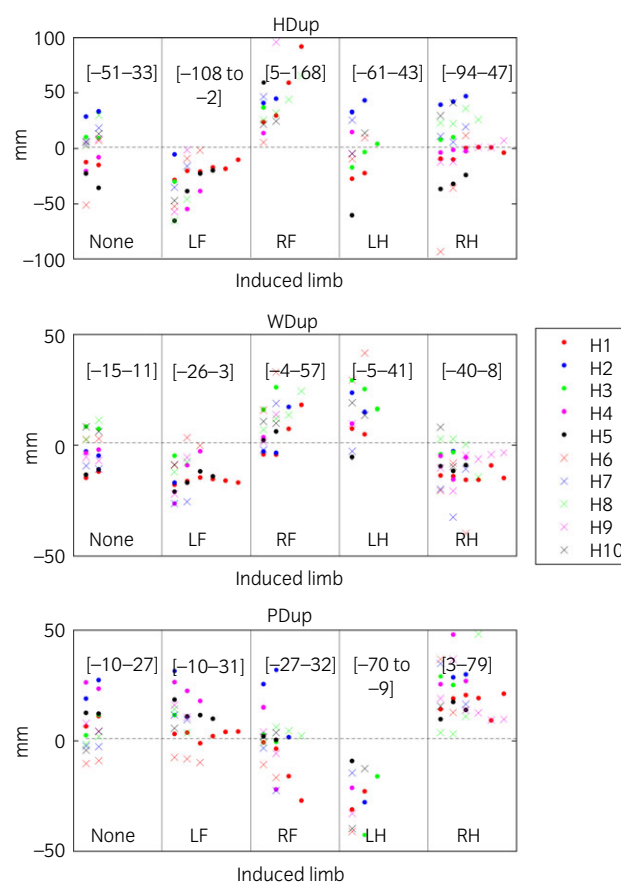 HDup
100
50
0
−50
−100
mm
[−51–33]
[−108 to
−2]
[5–168]
[−61–43]
[−94–47]
None
LF
RF
LH
RH
Induced limb
WDup
50
0
−50
mm
[−15–11]
[−26–3]
[−4–57]
[−5–41]
[−40–8]
None
LF
RF
LH
RH
Induced limb
H1
H2
H3
H4
H5
H6
H7
H8
H9
H10
PDup
50
0
−50
mm
[−10–27]
[−10–31]
[−27–32]
[−70 to
−9]
[3–79]
None
LF
RF
LH
RH
Induced limb